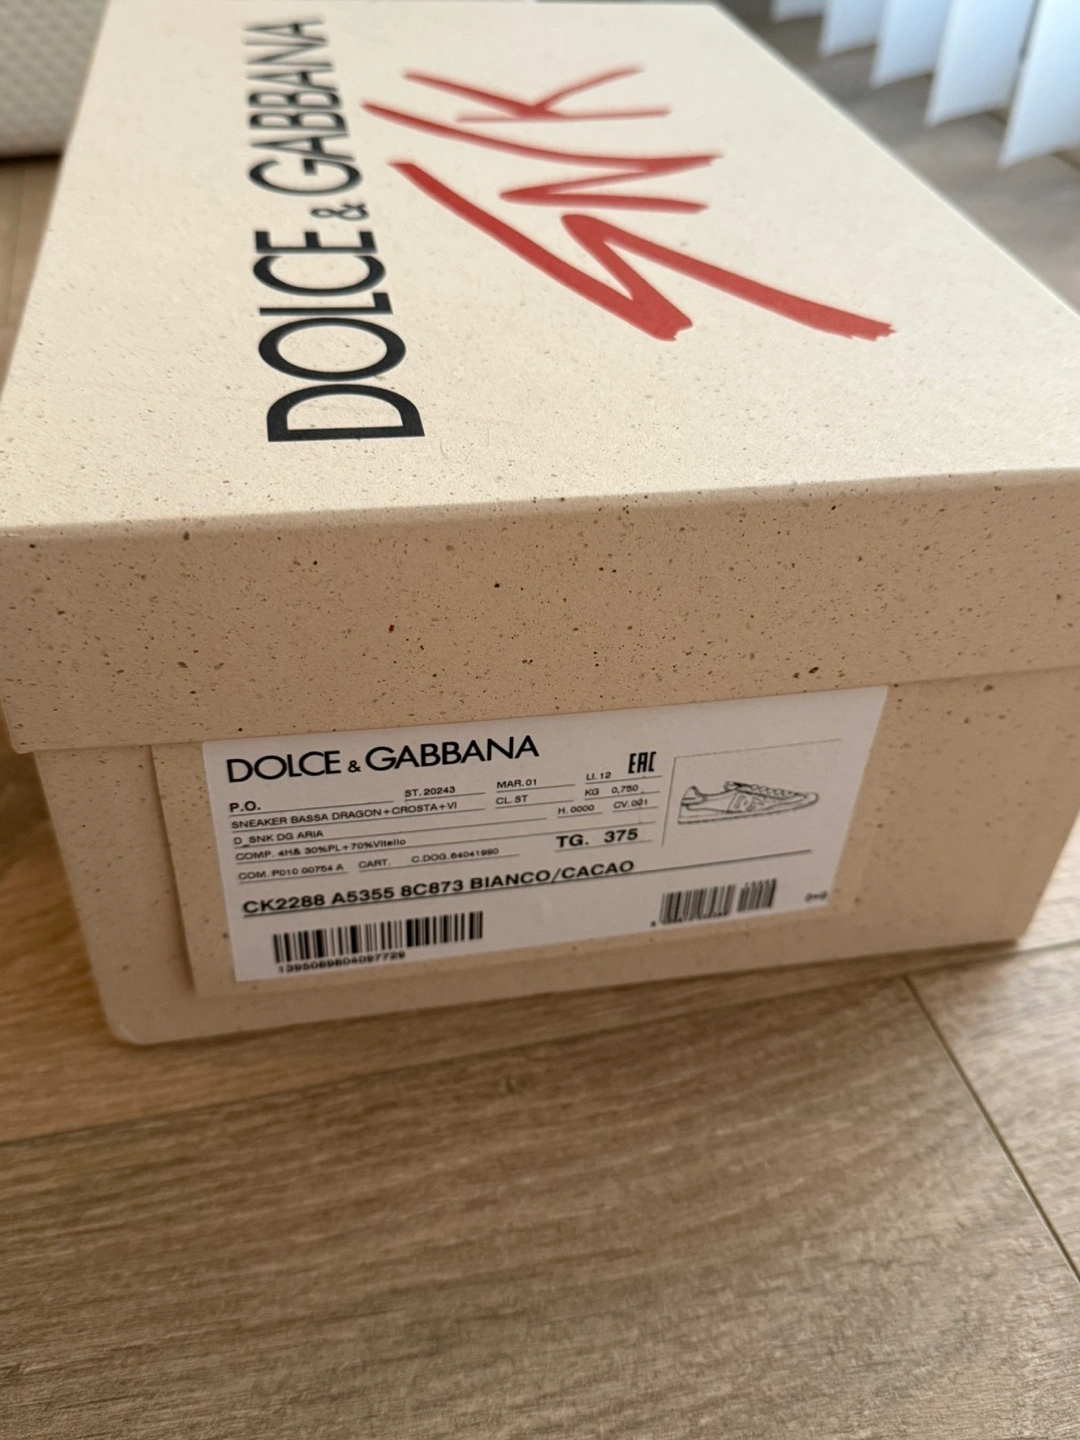 DOLCE & GABBANA
SNK
DOLCE & GABBANA
P.O. ST. 20243 MAR. 01 LI. 12 EAC
SNEAKER BASSA DRAGON+CROSTA+VI CL. ST KG 0,750
D_SNK DG ARIA H. 0000 CV. 001
COMP. 4H& 30%PL+70%Vitello TG. 375
COM. P010 00754 A CART. C.DOG. 64041990
CK2288 A5355 8C873 BIANCO/CACAO